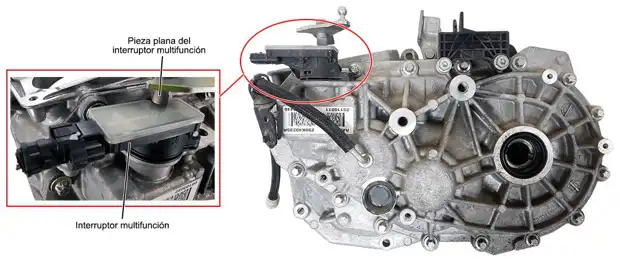 Pieza plana del
interruptor multifunción
Interruptor multifunción